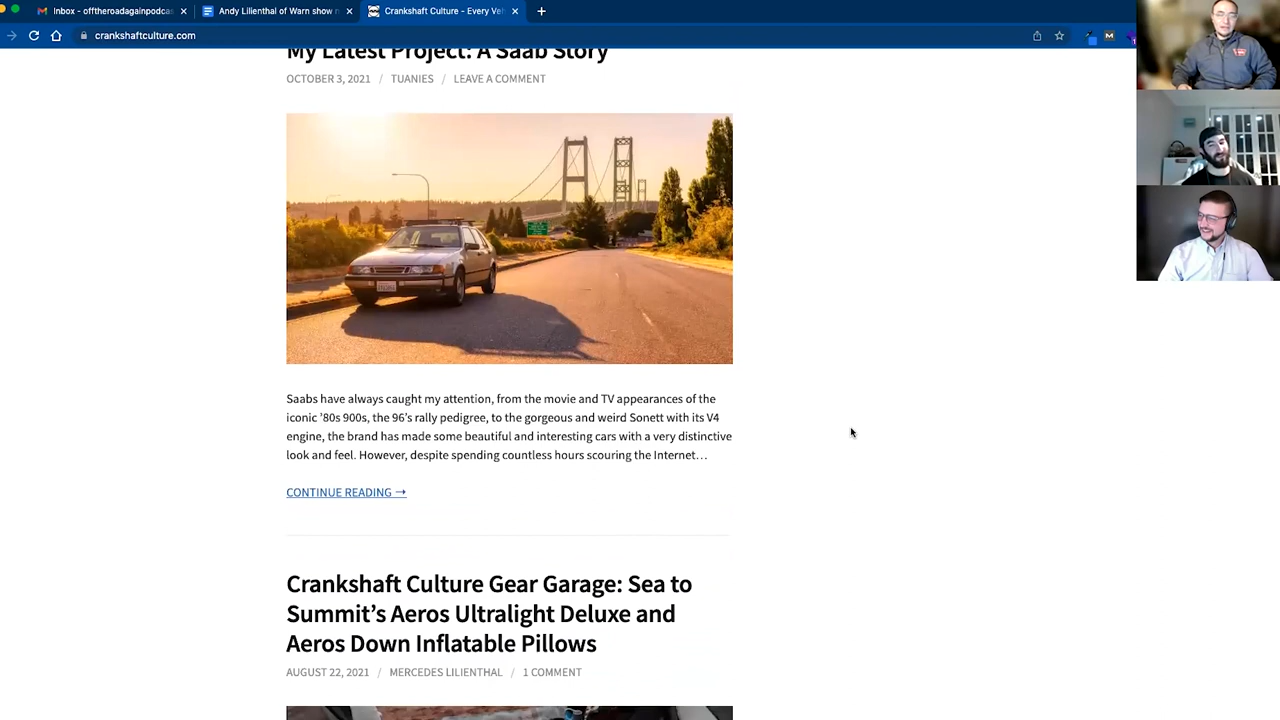 Inbox - offtheroadagainpodca
Andy Lilienthal of Warn show
Crankshaft Culture - Every Veh
crankshaftculture.com
My Latest Project: A Saab Story
OCTOBER 3, 2021 / TUANIES / LEAVE A COMMENT
Saabs have always caught my attention, from the movie and TV appearances of the
iconic ’80s 900s, the 96’s rally pedigree, to the gorgeous and weird Sonett with its V4
engine, the brand has made some beautiful and interesting cars with a very distinctive
look and feel. However, despite spending countless hours scouring the Internet…
CONTINUE READING →
Crankshaft Culture Gear Garage: Sea to
Summit’s Aeros Ultralight Deluxe and
Aeros Down Inflatable Pillows
AUGUST 22, 2021 / MERCEDES LILIENTHAL / 1 COMMENT